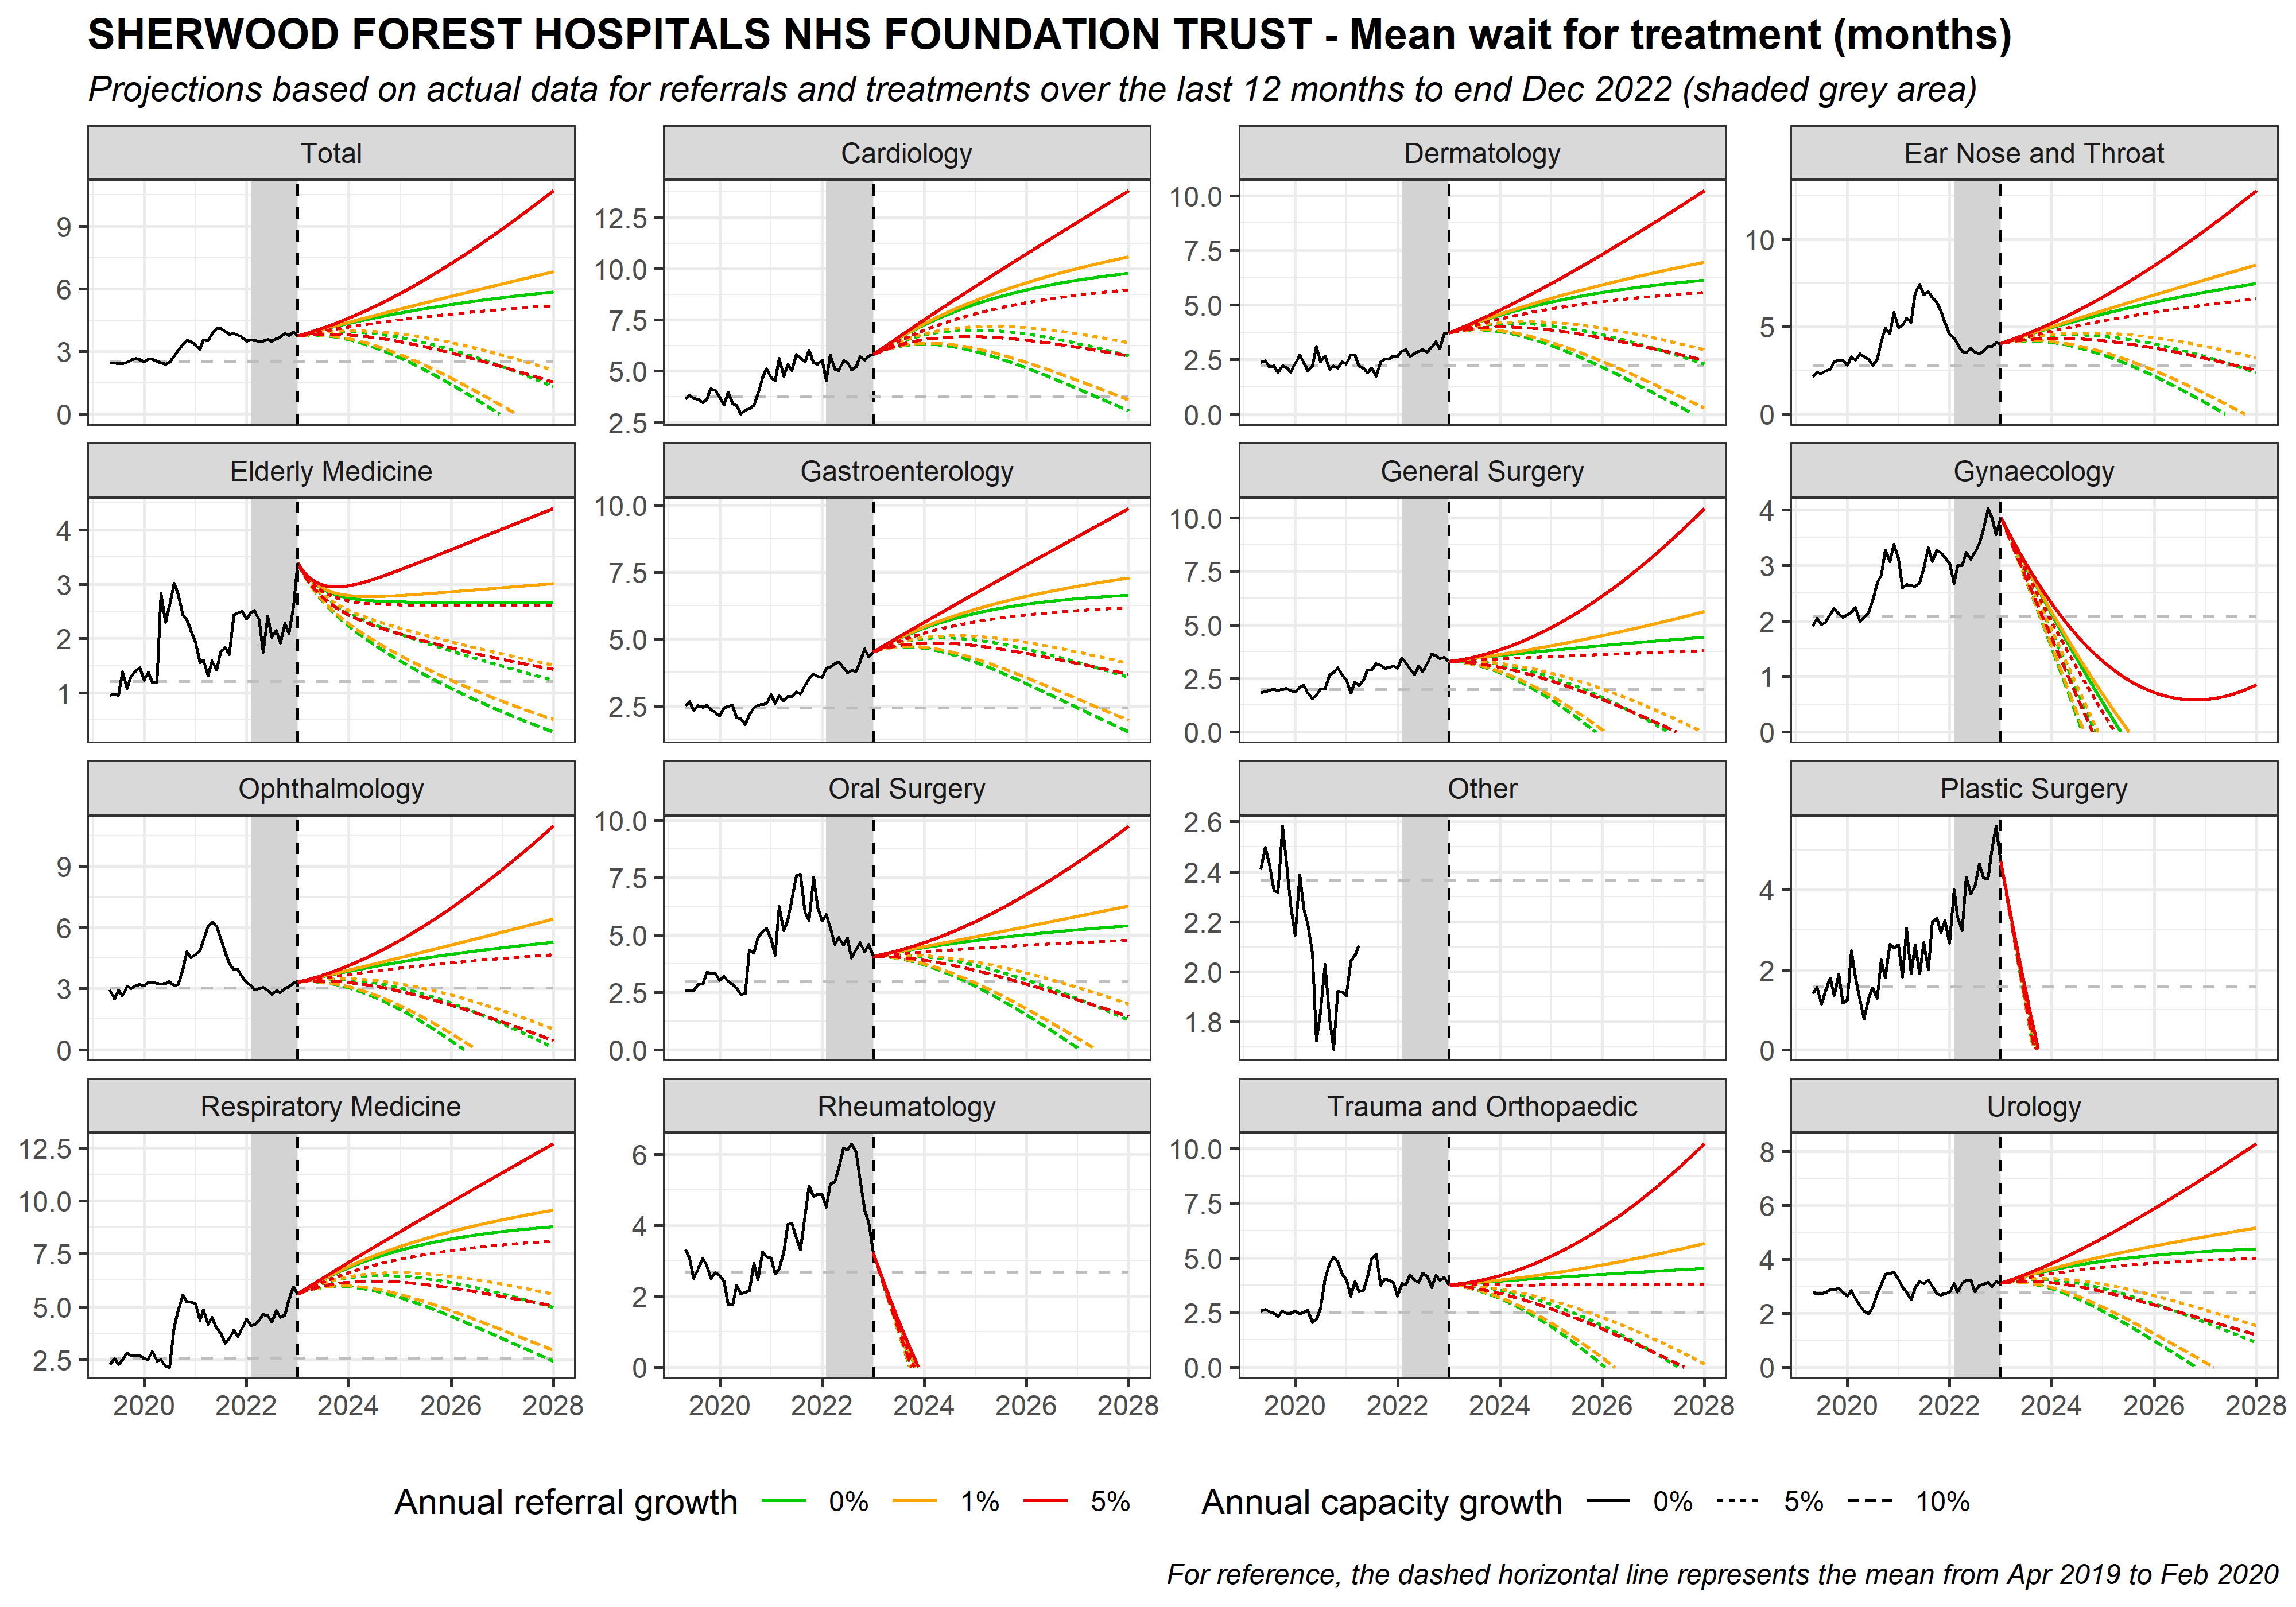 SHERWOOD FOREST HOSPITALS NHS FOUNDATION TRUST - Mean wait for treatment (months)
Projections based on actual data for referrals and treatments over the last 12 months to end Dec 2022 (shaded grey area)
Total
Cardiology
Dermatology
Ear Nose and Throat
9
6
3
0
12.5
10.0
7.5
5.0
2.5
10.0
7.5
5.0
2.5
0.0
10
5
0
Elderly Medicine
Gastroenterology
General Surgery
Gynaecology
4
3
2
1
10.0
7.5
5.0
2.5
10.0
7.5
5.0
2.5
0.0
4
3
2
1
0
Ophthalmology
Oral Surgery
Other
Plastic Surgery
9
6
3
0
10.0
7.5
5.0
2.5
0.0
2.6
2.4
2.2
2.0
1.8
4
2
0
Respiratory Medicine
Rheumatology
Trauma and Orthopaedic
Urology
12.5
10.0
7.5
5.0
2.5
6
4
2
0
10.0
7.5
5.0
2.5
0.0
8
6
4
2
0
2020 2022 2024 2026 2028
2020 2022 2024 2026 2028
2020 2022 2024 2026 2028
2020 2022 2024 2026 2028
Annual referral growth 0% 1% 5%
Annual capacity growth 0% 5% 10%
For reference, the dashed horizontal line represents the mean from Apr 2019 to Feb 2020